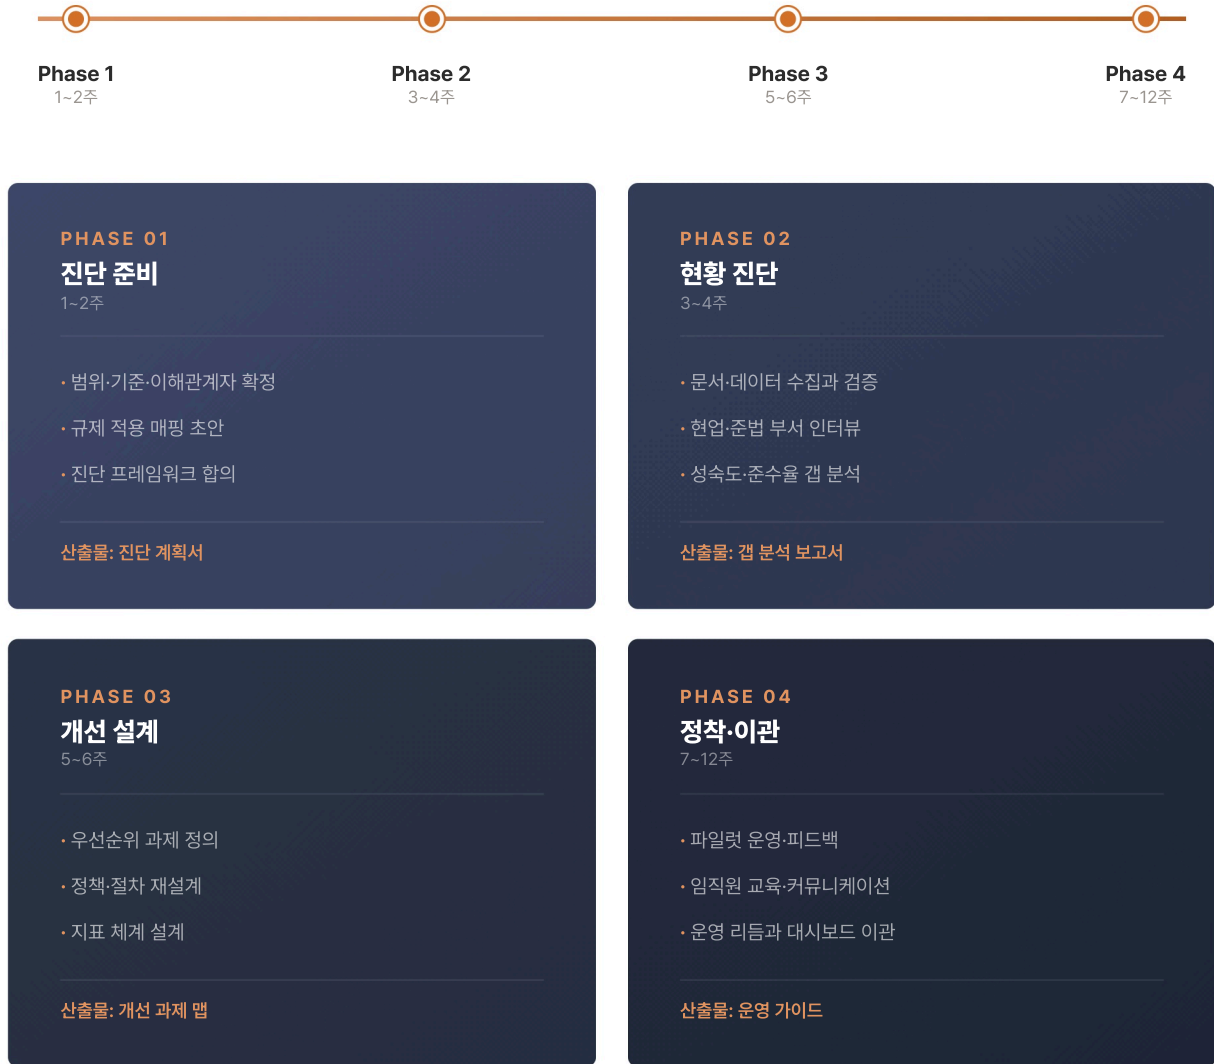 Phase 1
1~2주
Phase 2
3~4주
Phase 3
5~6주
Phase 4
7~12주
PHASE 01
진단 준비
1~2주
· 범위·기준·이해관계자 확정
· 규제 적용 매핑 초안
· 진단 프레임워크 합의
산출물: 진단 계획서
PHASE 02
현황 진단
3~4주
· 문서·데이터 수집과 검증
· 현업·준법 부서 인터뷰
· 성숙도·준수율 갭 분석
산출물: 갭 분석 보고서
PHASE 03
개선 설계
5~6주
· 우선순위 과제 정의
· 정책·절차 재설계
· 지표 체계 설계
산출물: 개선 과제 맵
PHASE 04
정착·이관
7~12주
· 파일럿 운영·피드백
· 임직원 교육·커뮤니케이션
· 운영 리듬과 대시보드 이관
산출물: 운영 가이드